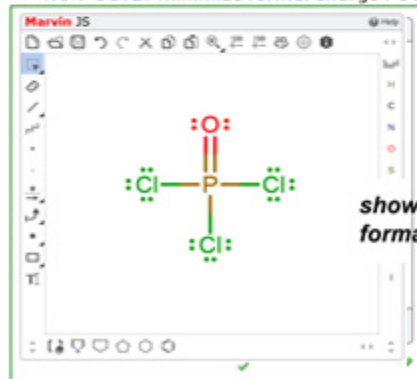 Marvin JS
Help
H
C
N
O
S
I
:O:
:Cl P Cl:
:Cl:
show
forma